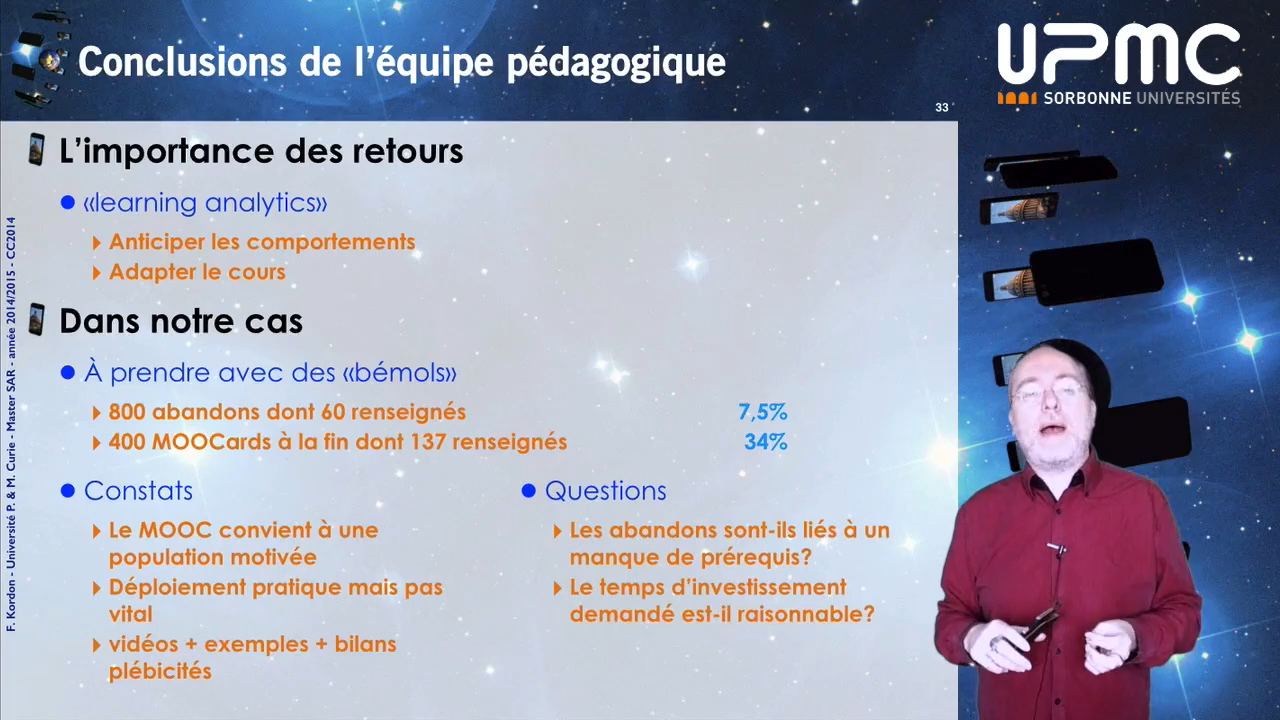 Conclusions de l'équipe pédagogique
UPMC
SORBONNE UNIVERSITÉS
33
L'importance des retours
«learning analytics»
Anticiper les comportements
Adapter le cours
Dans notre cas
À prendre avec des «bémols»
800 abandons dont 60 renseignés 7,5%
400 MOOCards à la fin dont 137 renseignés 34%
Constats
Le MOOC convient à une
population motivée
Déploiement pratique mais pas
vital
vidéos + exemples + bilans
plébicités
Questions
Les abandons sont-ils liés à un
manque de prérequis?
Le temps d'investissement
demandé est-il raisonnable?
F. Kordon - Université P. & M. Curie - Master SAR - année 2014/2015 - CC2014